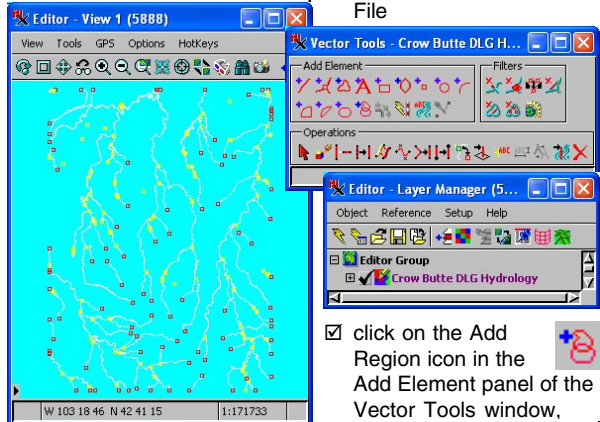 File
Editor - View 1 (5888)
View Tools GPS Options HotKeys
W 103 18 46 N 42 41 15
1:171733
Vector Tools - Crow Butte DLG H...
Add Element
Filters
Operations
Editor - Layer Manager (5...
Object Reference Setup Help
Editor Group
Crow Butte DLG Hydrology
☑ click on the Add
Region icon in the
Add Element panel of the
Vector Tools window,